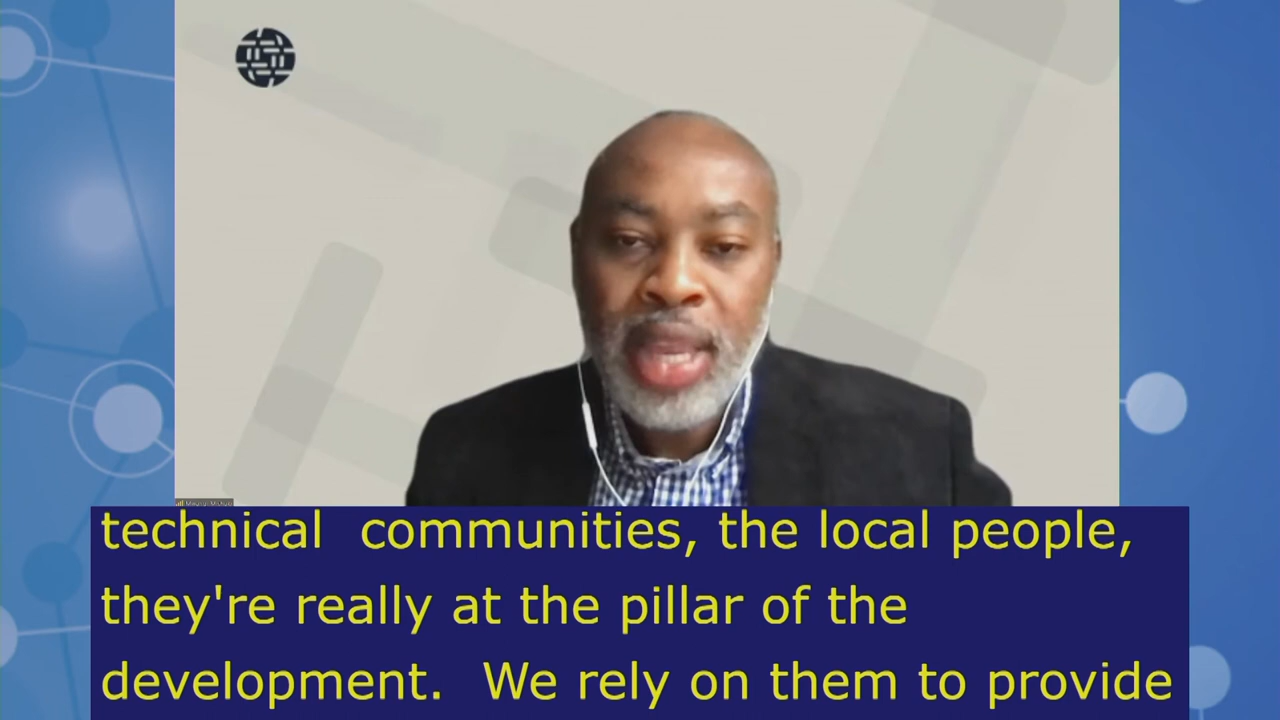 technical  communities, the local people,
they're really at the pillar of the
development.  We rely on them to provide